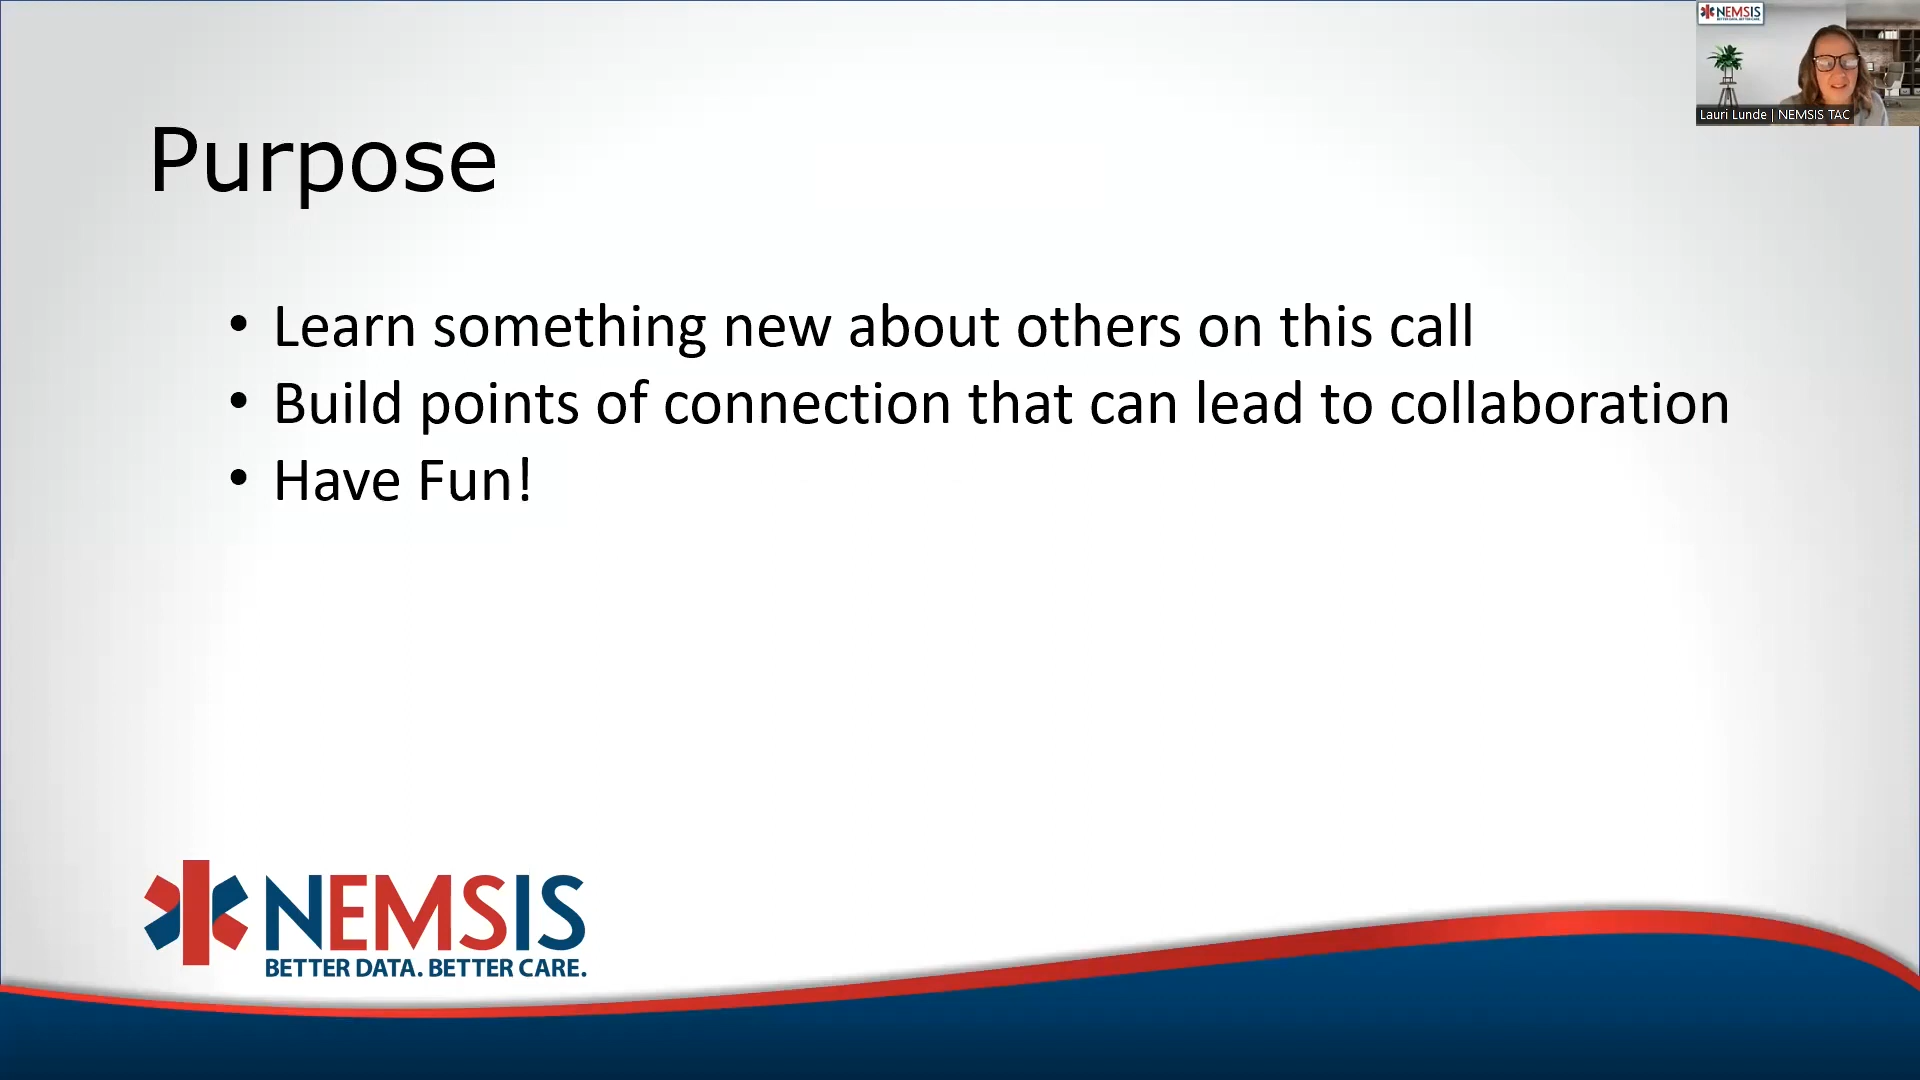 NEMSIS
Lauri Lunde | NEMSIS TAC
Purpose
• Learn something new about others on this call
• Build points of connection that can lead to collaboration
• Have Fun!
NEMSIS
BETTER DATA. BETTER CARE.